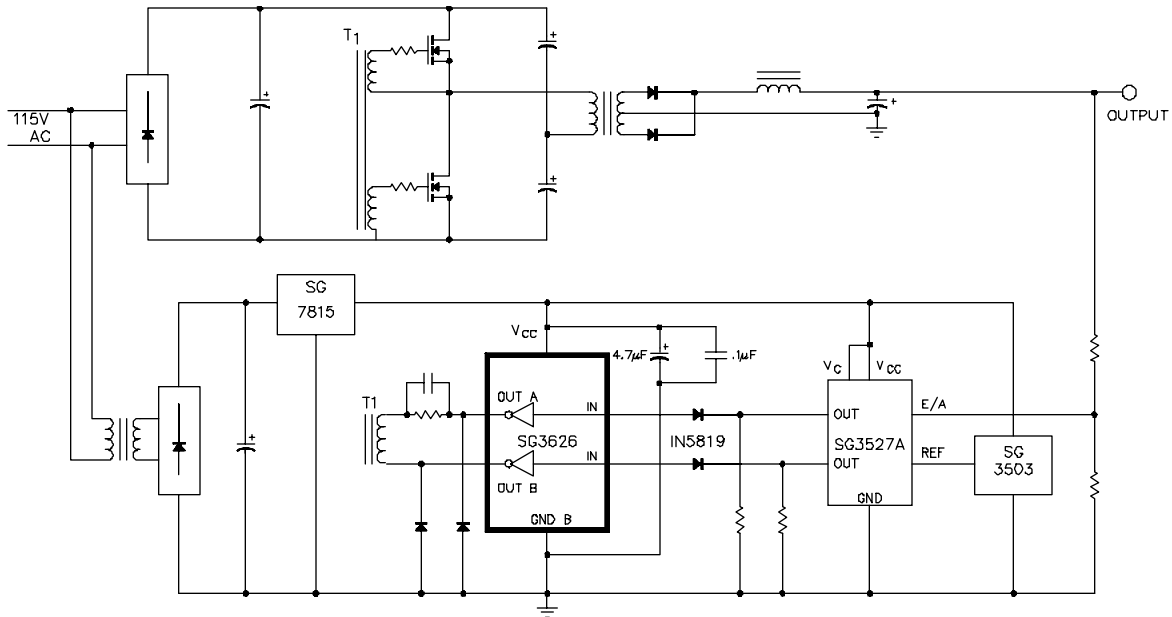 T1
115V
AC
OUTPUT
SG
7815
VCC
4.7µF
+
.1µF
VC
VCC
T1
OUT A
IN
OUT
E/A
SG3626
IN5819
SG3527A
SG
3503
IN
OUT
REF
OUT B
GND B
GND